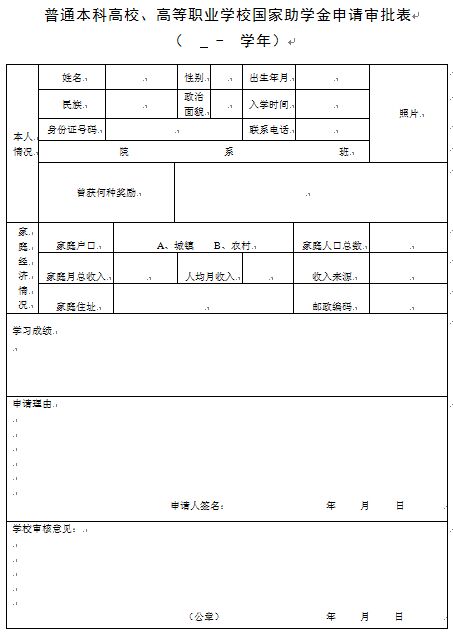 普通本科高校、高等职业学校国家助学金申请审批表
（ _ － 学年）
本人情况
姓名 性别 出生年月
民族 政治面貌 入学时间
照片
身份证号码 联系电话
院 系 班
曾获何种奖励
家庭经济情况
家庭户口 A、城镇 B、农村 家庭人口总数
家庭月总收入 人均月收入 收入来源
家庭住址 邮政编码
学习成绩
申请理由
申请人签名： 年 月 日
学校审核意见：
（公章） 年 月 日